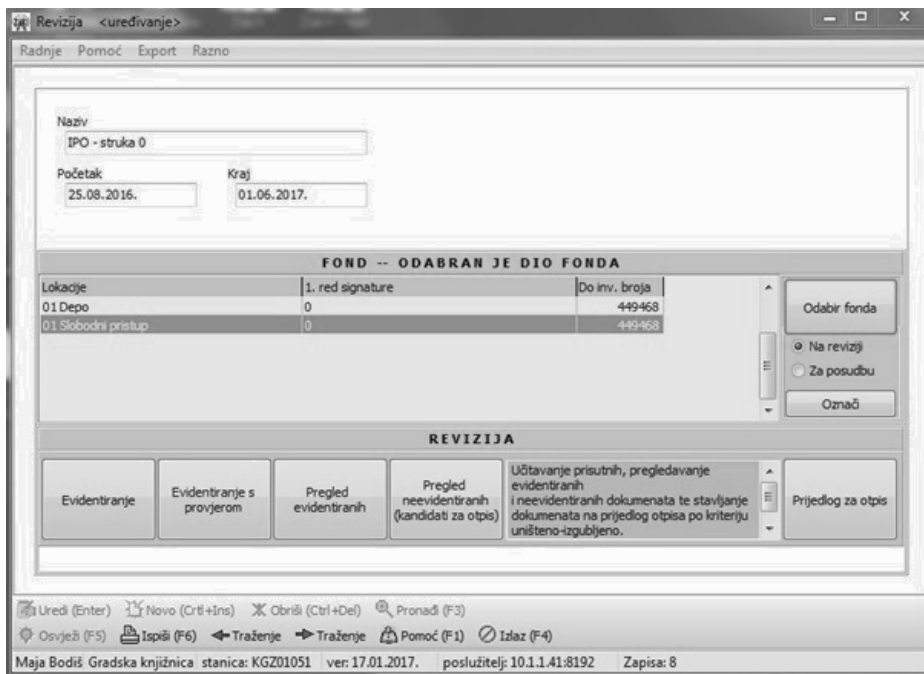 Revizija <uređivanje>
Radnje Pomoć Export Razno
Naziv
IPO - struka 0
Početak Kraj
25.08.2016. 01.06.2017.
FOND -- ODABRAN JE DIO FONDA
Lokacije 1. red signature Do inv. broja
01 Depo 0 449468
01 Slobodni pristup 0 449468
Odabir fonda
Na reviziji
Za posudbu
Označi
REVIZIJA
Evidentiranje
Evidentiranje s
provjerom
Pregled
evidentiranih
Pregled
neevidentiranih
(kandidati za otpis)
Učitavanje prisutnih, pregledavanje
evidentiranih
i neevidentiranih dokumenata te stavljanje
dokumenata na prijedlog otpisa po kriteriju
uništeno-izgubljeno.
Prijedlog za otpis
Uredi (Enter) Novo (Crtl+Ins) Obriši (Ctrl+Del) Pronađi (F3)
Osvježi (F5) Ispiši (F6) Traženje Traženje Pomoć (F1) Izlaz (F4)
Maja Bodiš Gradska knjižnica stanica: KGZ01051 ver: 17.01.2017. poslužitelj: 10.1.1.41:8192 Zapisa: 8